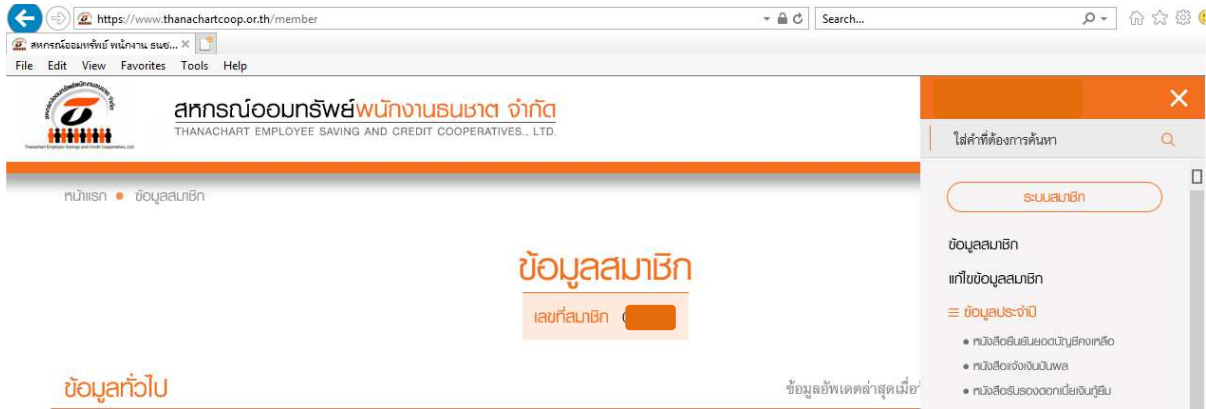 https://www.thanachartcoop.or.th/member
Search...
สหกรณ์ออมทรัพย์ พนักงาน ธนช...
File Edit View Favorites Tools Help
สหกรณ์ออมทรัพย์พนักงานธนชาต จำกัด
THANACHART EMPLOYEE SAVING AND CREDIT COOPERATIVES., LTD.
ใส่คำที่ต้องการค้นหา
หน้าแรก ● ข้อมูลสมาชิก
ระบบสมาชิก
ข้อมูลสมาชิก
ข้อมูลสมาชิก
แก้ไขข้อมูลสมาชิก
เลขที่สมาชิก
ข้อมูลประจำปี
● หนังสือยืนยันยอดบัญชีคงเหลือ
● หนังสือแจ้งเงินปันผล
● หนังสือรับรองดอกเบี้ยเงินกู้ยืม
ข้อมูลทั่วไป
ข้อมูลอัพเดตล่าสุดเมื่อ